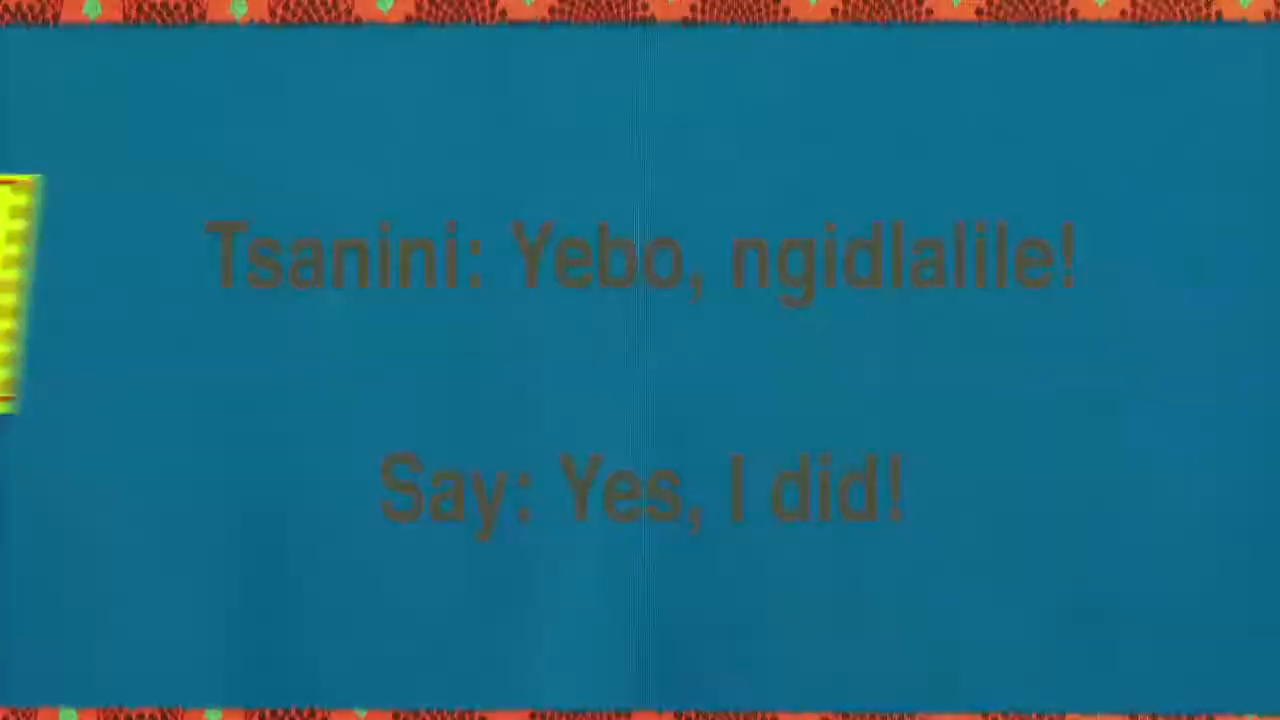 Tsanini: Yebo, ngidlalile!
Say: Yes, I did!